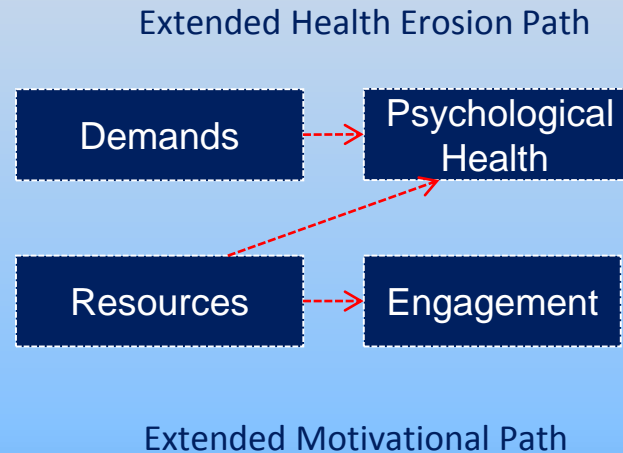 Extended Health Erosion Path
Demands
Psychological
Health
Resources
Engagement
Extended Motivational Path